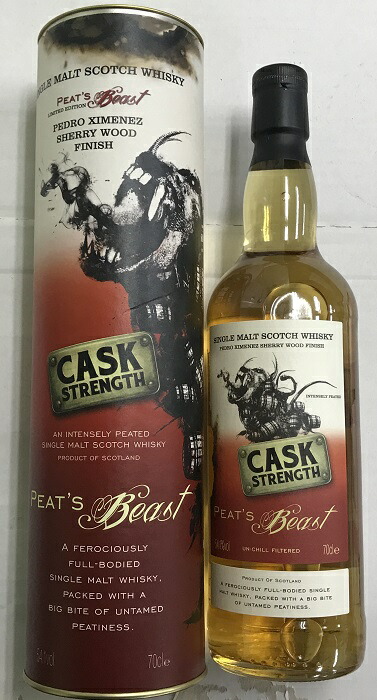 SINGLE MALT SCOTCH WHISKY
PEAT'S Beast
LIMITED EDITION
PEDRO XIMENEZ
SHERRY WOOD
FINISH
CASK
STRENGTH
AN INTENSELY PEATED
SINGLE MALT SCOTCH WHISKY
PRODUCT OF SCOTLAND
PEAT'S Beast
A FEROCIOUSLY
FULL-BODIED
SINGLE MALT WHISKY,
PACKED WITH A
BIG BITE OF UNTAMED
PEATINESS.
70cl e
SINGLE MALT SCOTCH WHISKY
PEDRO XIMENEZ SHERRY WOOD FINISH
INTENSELY PEATED
CASK
STRENGTH
PEAT'S Beast
UN-CHILL FILTERED
70cl e
PRODUCT OF SCOTLAND
A FEROCIOUSLY FULL-BODIED SINGLE
MALT WHISKY, PACKED WITH A BIG BITE
OF UNTAMED PEATINESS.